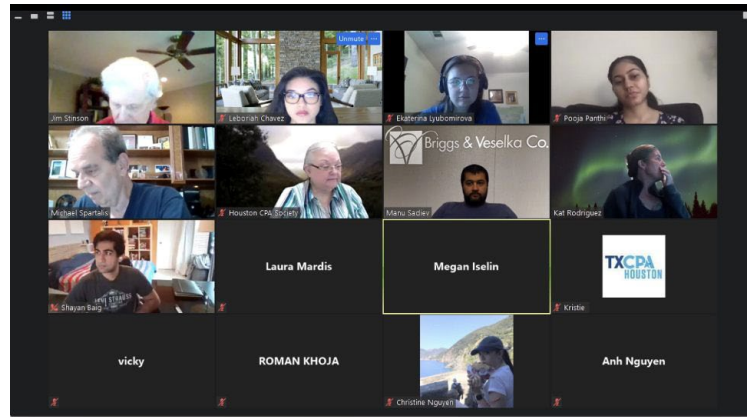 Unmute
Jim Stinson
Leboriah Chavez
Ekaterina Lyubomirova
Pooja Panthi
Briggs & Veselka Co.
Michael Spartalis
Houston CPA Society
Manu Sadiev
Kat Rodriguez
Shayan Baig
Laura Mardis
Megan Iselin
TXCPA
HOUSTON
Kristie
vicky
ROMAN KHOJA
Christine Nguyen
Anh Nguyen